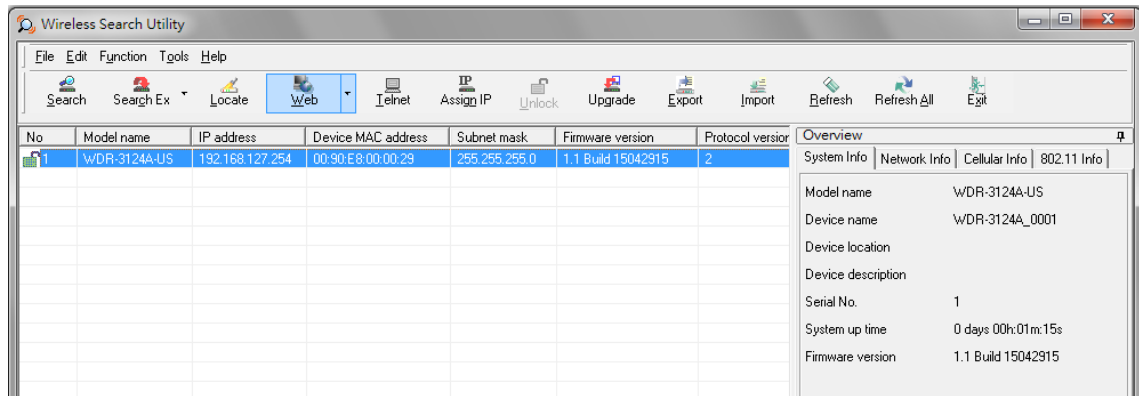 Wireless Search Utility
File Edit Function Tools Help
Search Search Ex Locate Web Telnet Assign IP Unlock Upgrade Export Import Refresh Refresh All Exit
No Model name IP address Device MAC address Subnet mask Firmware version Protocol version
1 WDR-3124A-US 192.168.127.254 00:90:E8:00:00:29 255.255.255.0 1.1 Build 15042915 2
Overview
System Info Network Info Cellular Info 802.11 Info
Model name WDR-3124A-US
Device name WDR-3124A_0001
Device location
Device description
Serial No. 1
System up time 0 days 00h:01m:15s
Firmware version 1.1 Build 15042915